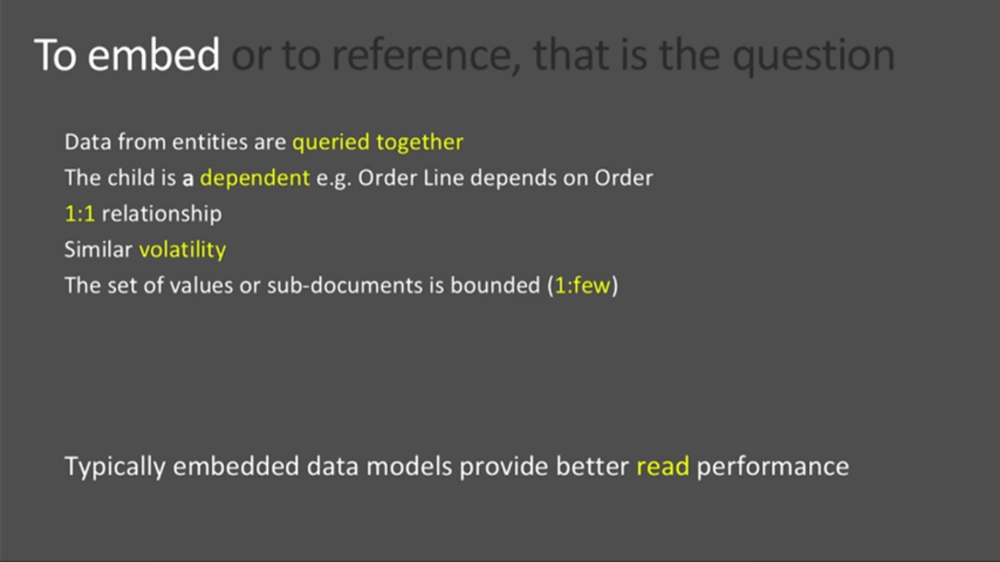 To embed or to reference, that is the question
Data from entities are queried together
The child is a dependent e.g. Order Line depends on Order
1:1 relationship
Similar volatility
The set of values or sub-documents is bounded (1:few)
Typically embedded data models provide better read performance